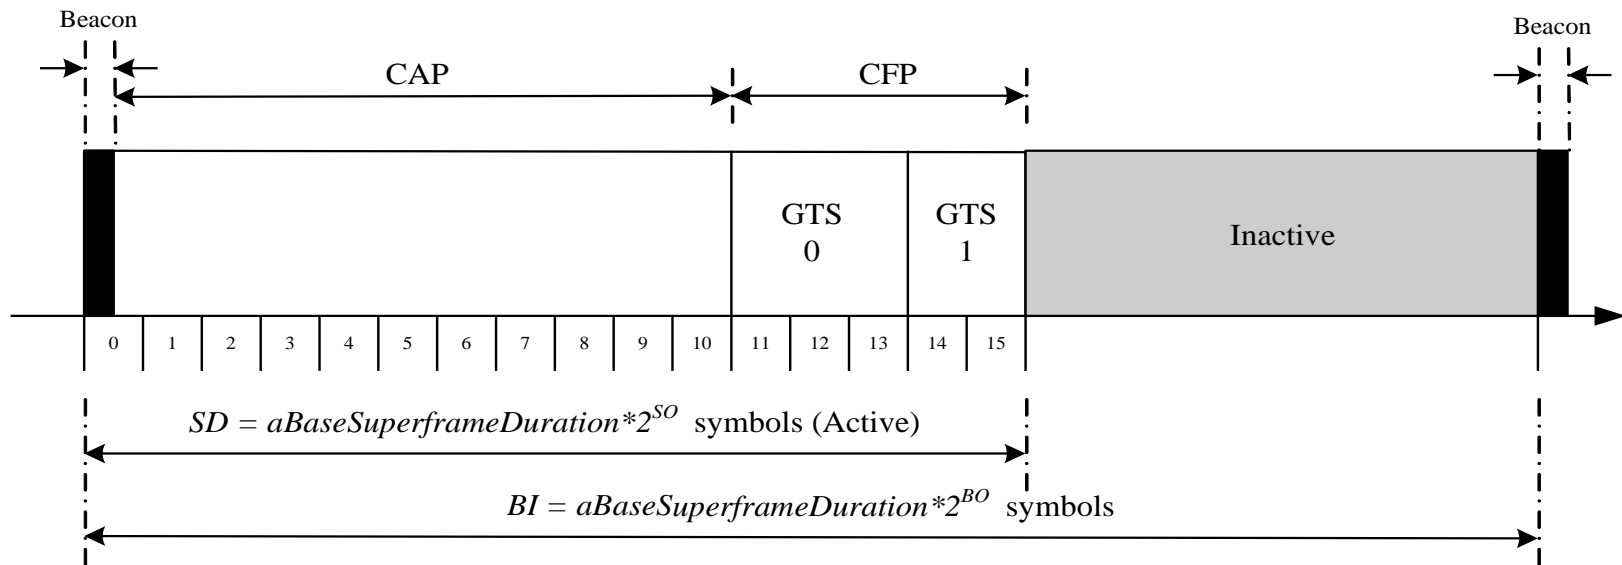 Beacon
Beacon
CAP
CFP
GTS
0
GTS
1
Inactive
0 1 2 3 4 5 6 7 8 9 10 11 12 13 14 15
SD = aBaseSuperframeDuration*2^SO symbols (Active)
BI = aBaseSuperframeDuration*2^BO symbols